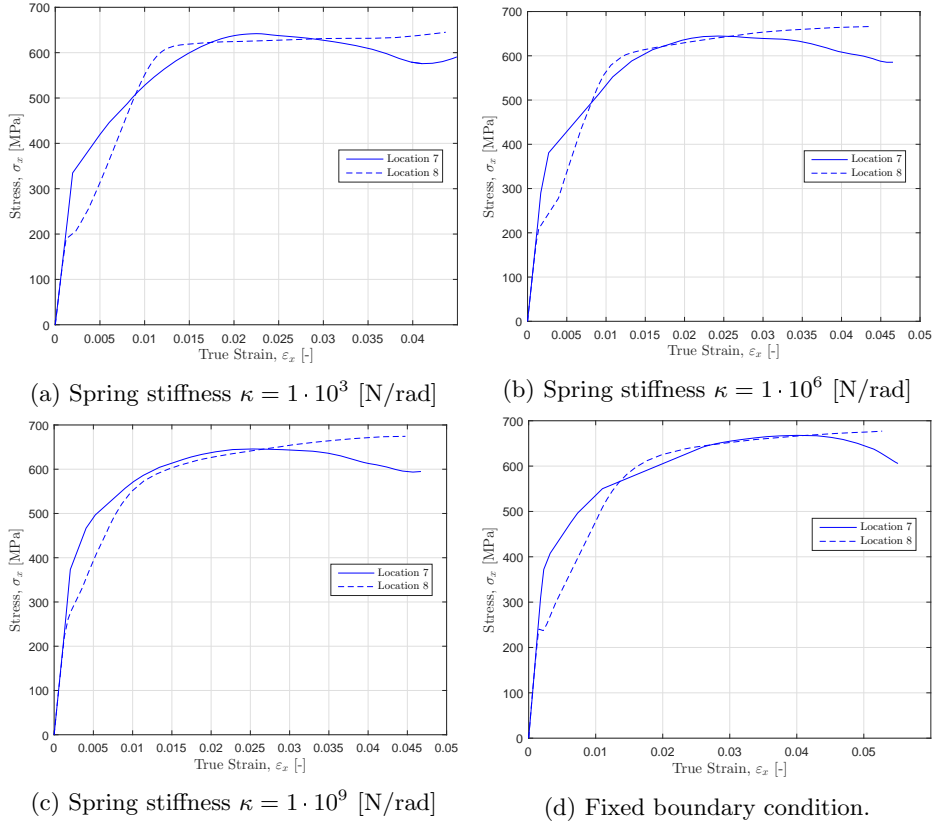 700
600
500
400
300
200
100
0
Stress, σx [MPa]
Location 7
Location 8
0 0.005 0.01 0.015 0.02 0.025 0.03 0.035 0.04 0.045
True Strain, εx [-]
(a) Spring stiffness κ = 1 · 10³ [N/rad]
700
600
500
400
300
200
100
0
Stress, σx [MPa]
Location 7
Location 8
0 0.005 0.01 0.015 0.02 0.025 0.03 0.035 0.04 0.045 0.05
True Strain, εx [-]
(b) Spring stiffness κ = 1 · 10⁶ [N/rad]
700
600
500
400
300
200
100
0
Stress, σx [MPa]
Location 7
Location 8
0 0.005 0.01 0.015 0.02 0.025 0.03 0.035 0.04 0.045 0.05
True Strain, εx [-]
(c) Spring stiffness κ = 1 · 10⁹ [N/rad]
700
600
500
400
300
200
100
0
Stress, σx [MPa]
Location 7
Location 8
0 0.01 0.02 0.03 0.04 0.05
True Strain, εx [-]
(d) Fixed boundary condition.